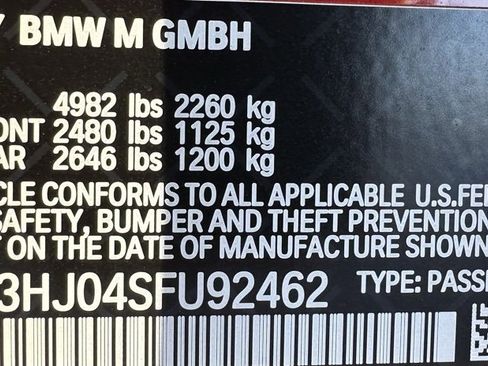 BMW M GMBH
4982 lbs 2260 kg
ONT 2480 lbs 1125 kg
AR 2646 lbs 1200 kg
CLE CONFORMS TO ALL APPLICABLE U.S.FE
SAFETY, BUMPER AND THEFT PREVENTION
T ON THE DATE OF MANUFACTURE SHOWN
3HJ04SFU92462 TYPE: PASSE